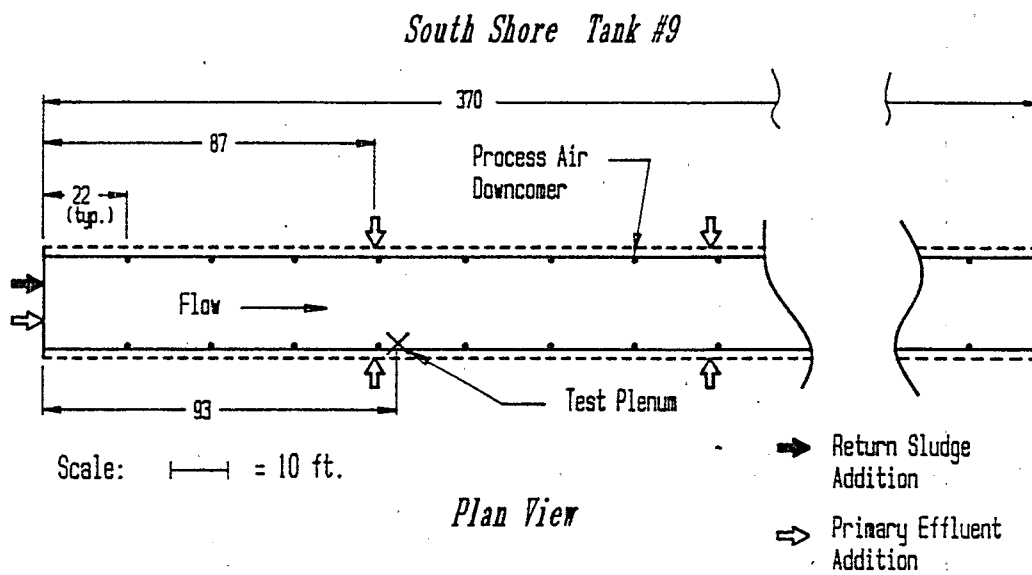 South Shore Tank #9
370
87
Process Air
Downcomer
22
(typ.)
Flow
Test Plenum
93
Scale: = 10 ft.
Return Sludge
Addition
Plan View
Primary Effluent
Addition